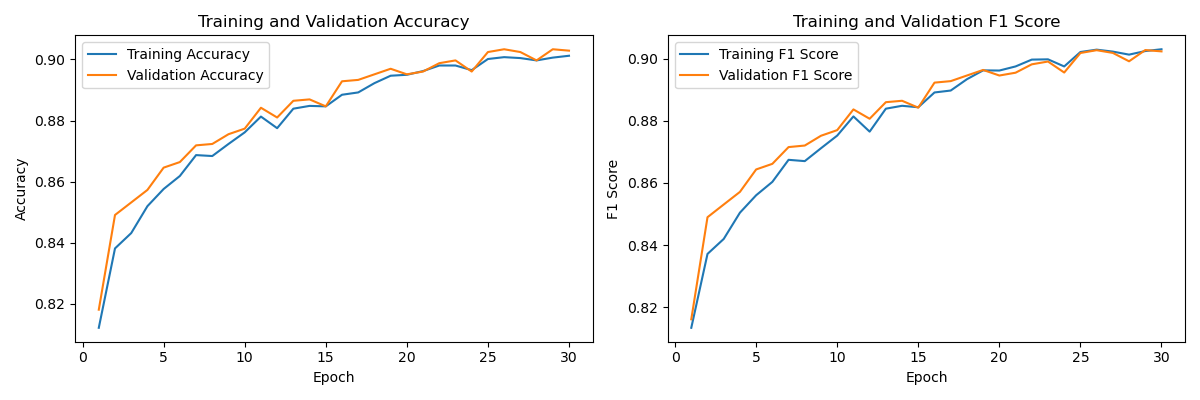 Training and Validation Accuracy
Training Accuracy
Validation Accuracy
0.90
0.88
0.86
0.84
0.82
Accuracy
0 5 10 15 20 25 30
Epoch
Training and Validation F1 Score
Training F1 Score
Validation F1 Score
0.90
0.88
0.86
0.84
0.82
F1 Score
0 5 10 15 20 25 30
Epoch